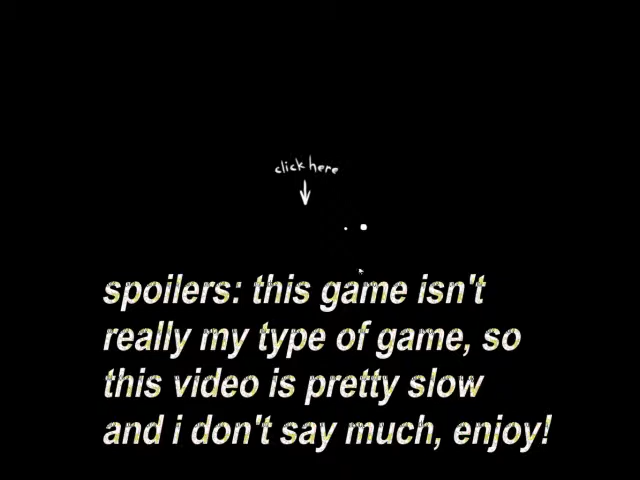 click here
spoilers: this game isn't
really my type of game, so
this video is pretty slow
and i don't say much, enjoy!